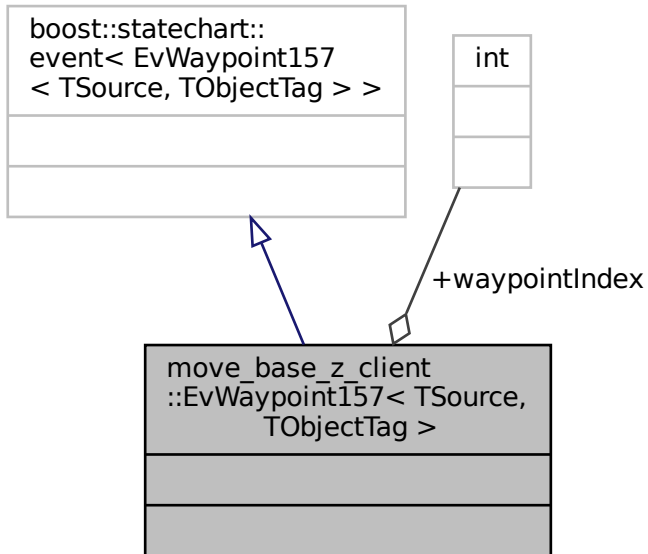 boost::statechart::
event< EvWaypoint157
< TSource, TObjectTag > >
int
+waypointIndex
move_base_z_client
::EvWaypoint157< TSource,
TObjectTag >